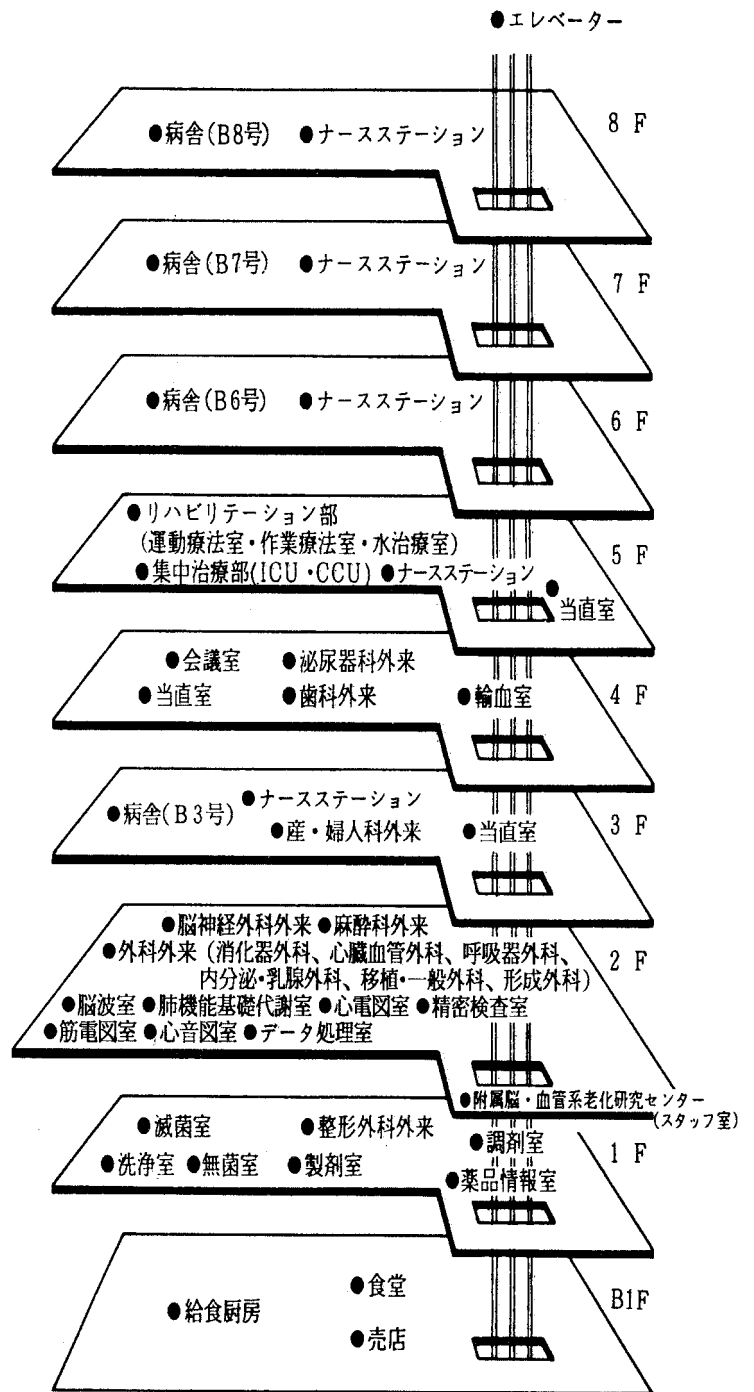 ●エレベーター
●病舎(B8号) ●ナースステーション
8 F
●病舎(B7号) ●ナースステーション
7 F
●病舎(B6号) ●ナースステーション
6 F
●リハビリテーション部
(運動療法室・作業療法室・水治療室)
●集中治療部(ICU・CCU) ●ナースステーション
5 F
●当直室
●会議室 ●泌尿器科外来
●当直室 ●歯科外来 ●輸血室
4 F
●ナースステーション
●病舎(B3号)
●産・婦人科外来 ●当直室
3 F
●脳神経外科外来 ●麻酔科外来
●外科外来 (消化器外科、心臓血管外科、呼吸器外科、
内分泌・乳腺外科、移植・一般外科、形成外科)
2 F
●脳波室 ●肺機能基礎代謝室 ●心電図室 ●精密検査室
●筋電図室 ●心音図室 ●データ処理室
●附属脳・血管系老化研究センター
(スタッフ室)
●滅菌室 ●整形外科外来
●調剤室
1 F
●洗浄室 ●無菌室 ●製剤室
●薬品情報室
●食堂
B1F
●給食厨房
●売店